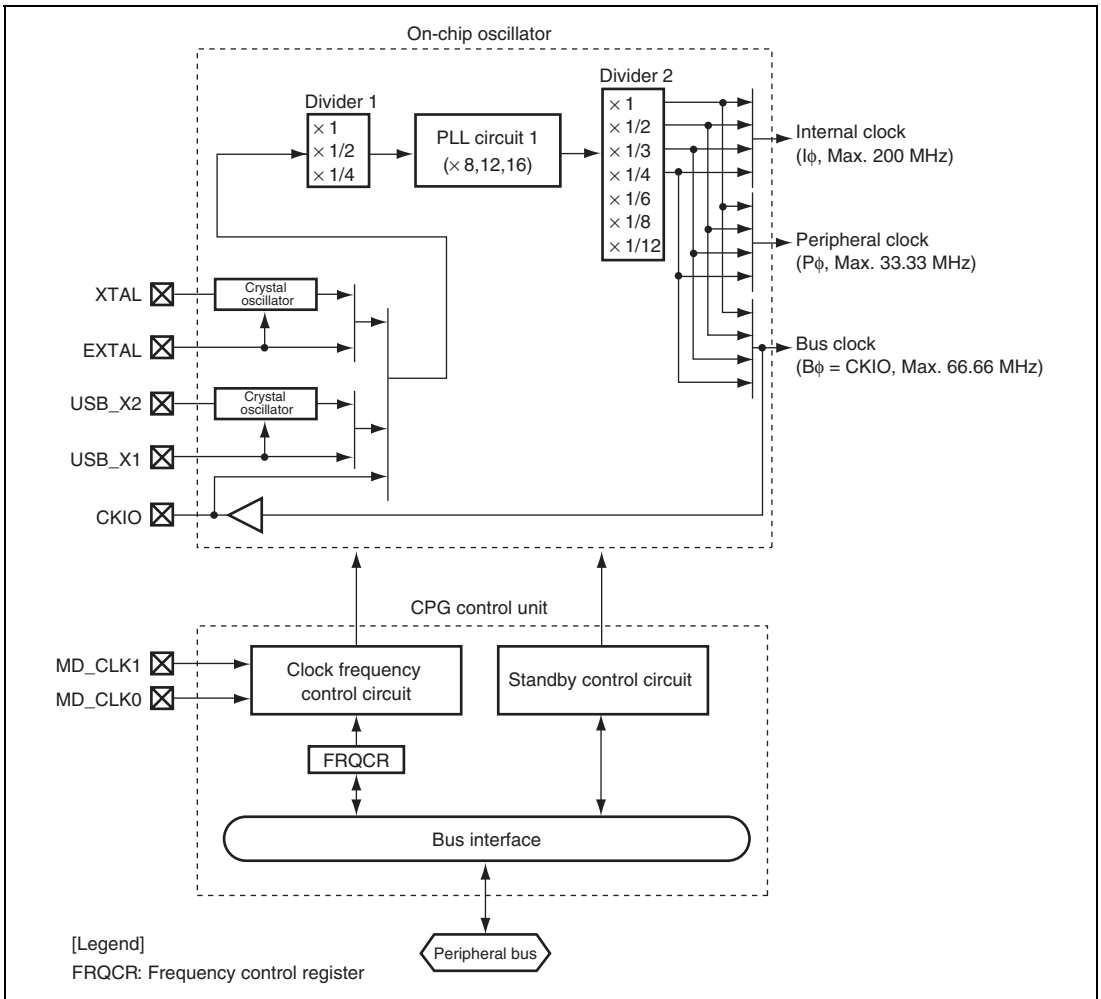 On-chip oscillator
Divider 1
× 1
× 1/2
× 1/4
PLL circuit 1
(× 8,12,16)
Divider 2
× 1
× 1/2
× 1/3
× 1/4
× 1/6
× 1/8
× 1/12
Internal clock
(Iϕ, Max. 200 MHz)
Peripheral clock
(Pϕ, Max. 33.33 MHz)
Bus clock
(Bϕ = CKIO, Max. 66.66 MHz)
XTAL
Crystal
oscillator
EXTAL
USB_X2
Crystal
oscillator
USB_X1
CKIO
CPG control unit
MD_CLK1
MD_CLK0
Clock frequency
control circuit
Standby control circuit
FRQCR
Bus interface
Peripheral bus
[Legend]
FRQCR: Frequency control register